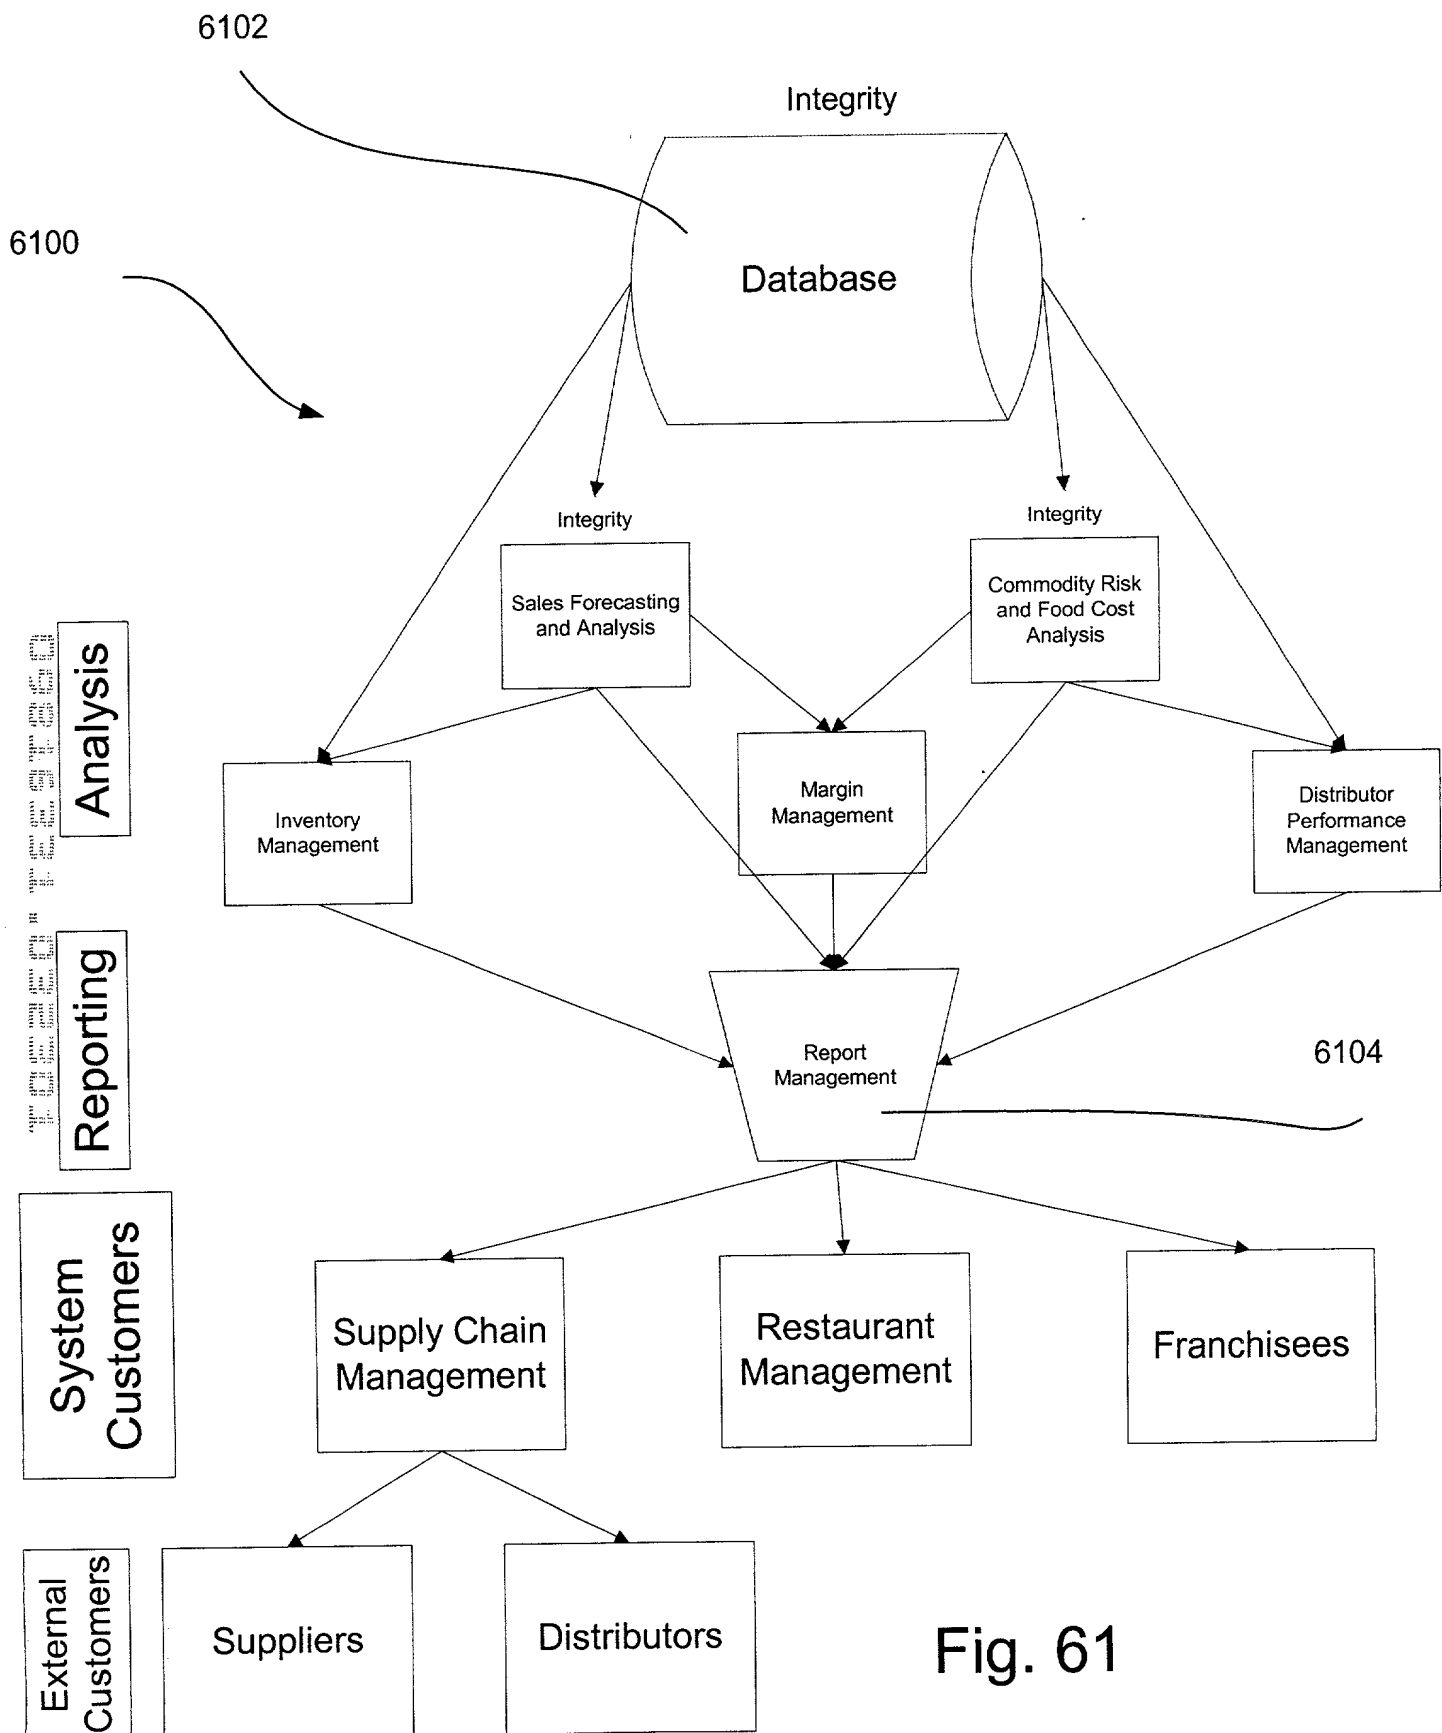 6102
Integrity
6100
Database
Integrity
Integrity
Sales Forecasting
and Analysis
Commodity Risk
and Food Cost
Analysis
Analysis
Inventory
Management
Margin
Management
Distributor
Performance
Management
Reporting
Report
Management
6104
System
Customers
Supply Chain
Management
Restaurant
Management
Franchisees
External
Customers
Suppliers
Distributors
Fig. 61